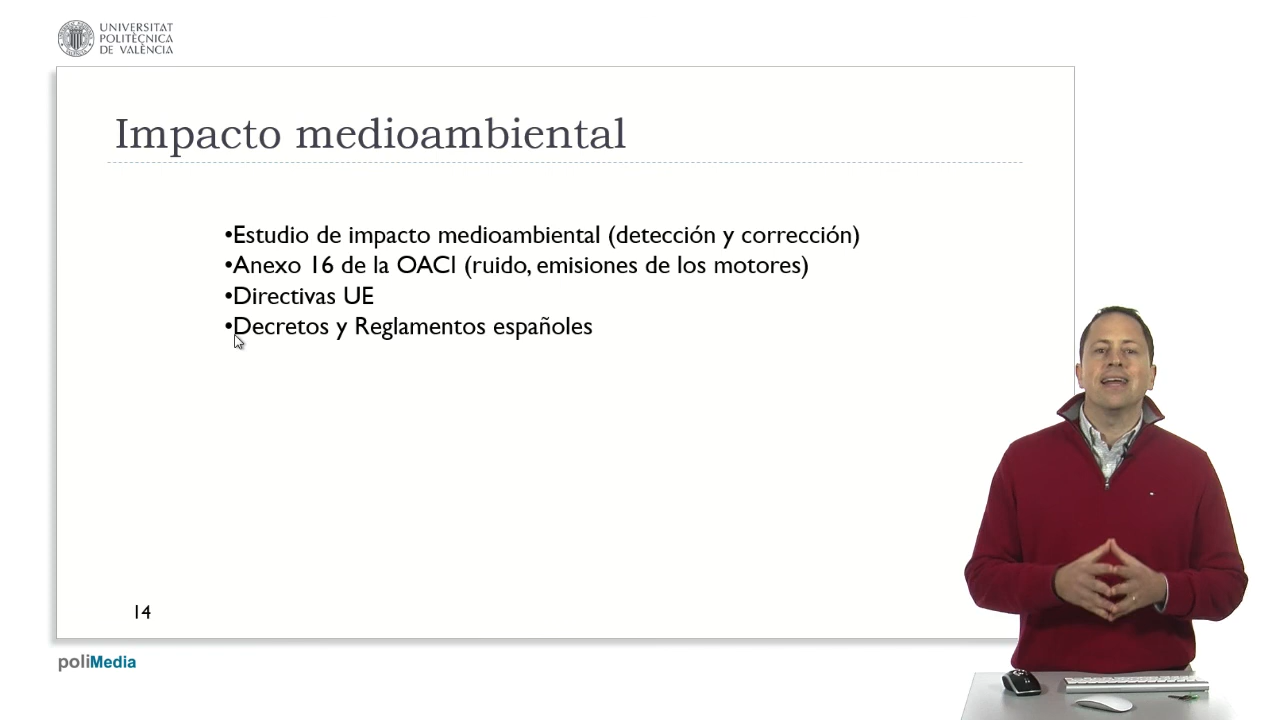 UNIVERSITAT
POLITÈCNICA
DE VALÈNCIA
Impacto medioambiental
•Estudio de impacto medioambiental (detección y corrección)
•Anexo 16 de la OACI (ruido, emisiones de los motores)
•Directivas UE
•Decretos y Reglamentos españoles
14
poliMedia